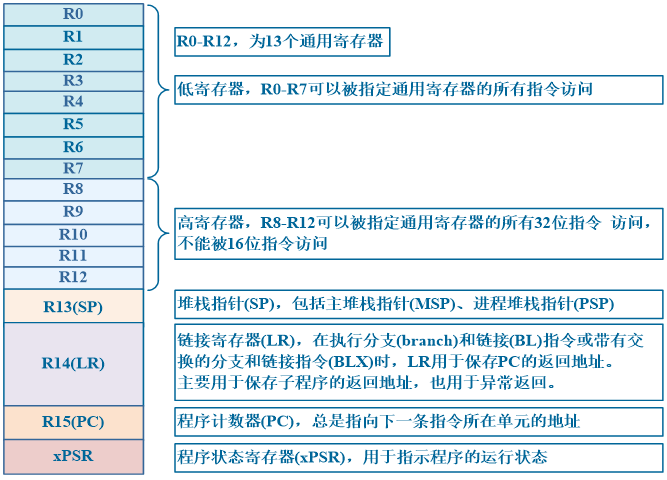 R0
R1
R2
R3
R4
R5
R6
R7
R8
R9
R10
R11
R12
R13(SP)
R14(LR)
R15(PC)
xPSR
R0-R12，为13个通用寄存器
低寄存器，R0-R7可以被指定通用寄存器的所有指令访问
高寄存器，R8-R12可以被指定通用寄存器的所有32位指令 访问，
不能被16位指令访问
堆栈指针(SP)，包括主堆栈指针(MSP)、进程堆栈指针(PSP)
链接寄存器(LR)，在执行分支(branch)和链接(BL)指令或带有交
换的分支和链接指令(BLX)时，LR用于保存PC的返回地址。
主要用于保存子程序的返回地址，也用于异常返回。
程序计数器(PC)，总是指向下一条指令所在单元的地址
程序状态寄存器(xPSR)，用于指示程序的运行状态